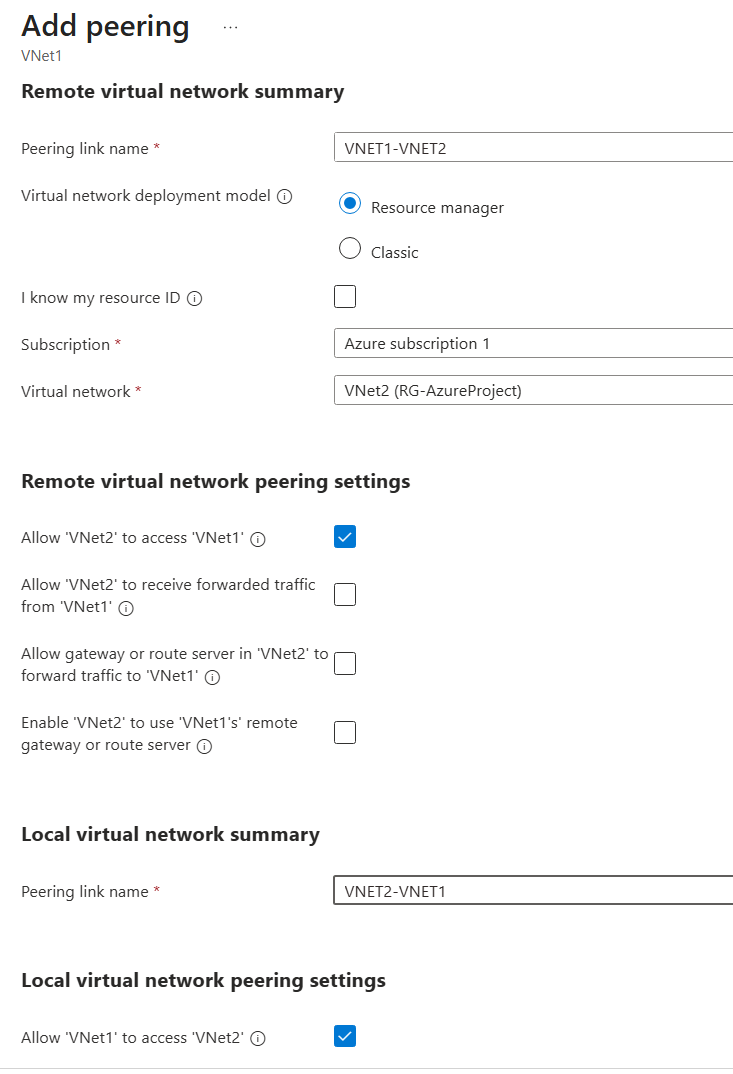 Add peering ...
VNet1
Remote virtual network summary
Peering link name *
VNET1-VNET2
Virtual network deployment model
Resource manager
Classic
I know my resource ID
Subscription *
Azure subscription 1
Virtual network *
VNet2 (RG-AzureProject)
Remote virtual network peering settings
Allow 'VNet2' to access 'VNet1'
Allow 'VNet2' to receive forwarded traffic
from 'VNet1'
Allow gateway or route server in 'VNet2' to
forward traffic to 'VNet1'
Enable 'VNet2' to use 'VNet1's' remote
gateway or route server
Local virtual network summary
Peering link name *
VNET2-VNET1
Local virtual network peering settings
Allow 'VNet1' to access 'VNet2'